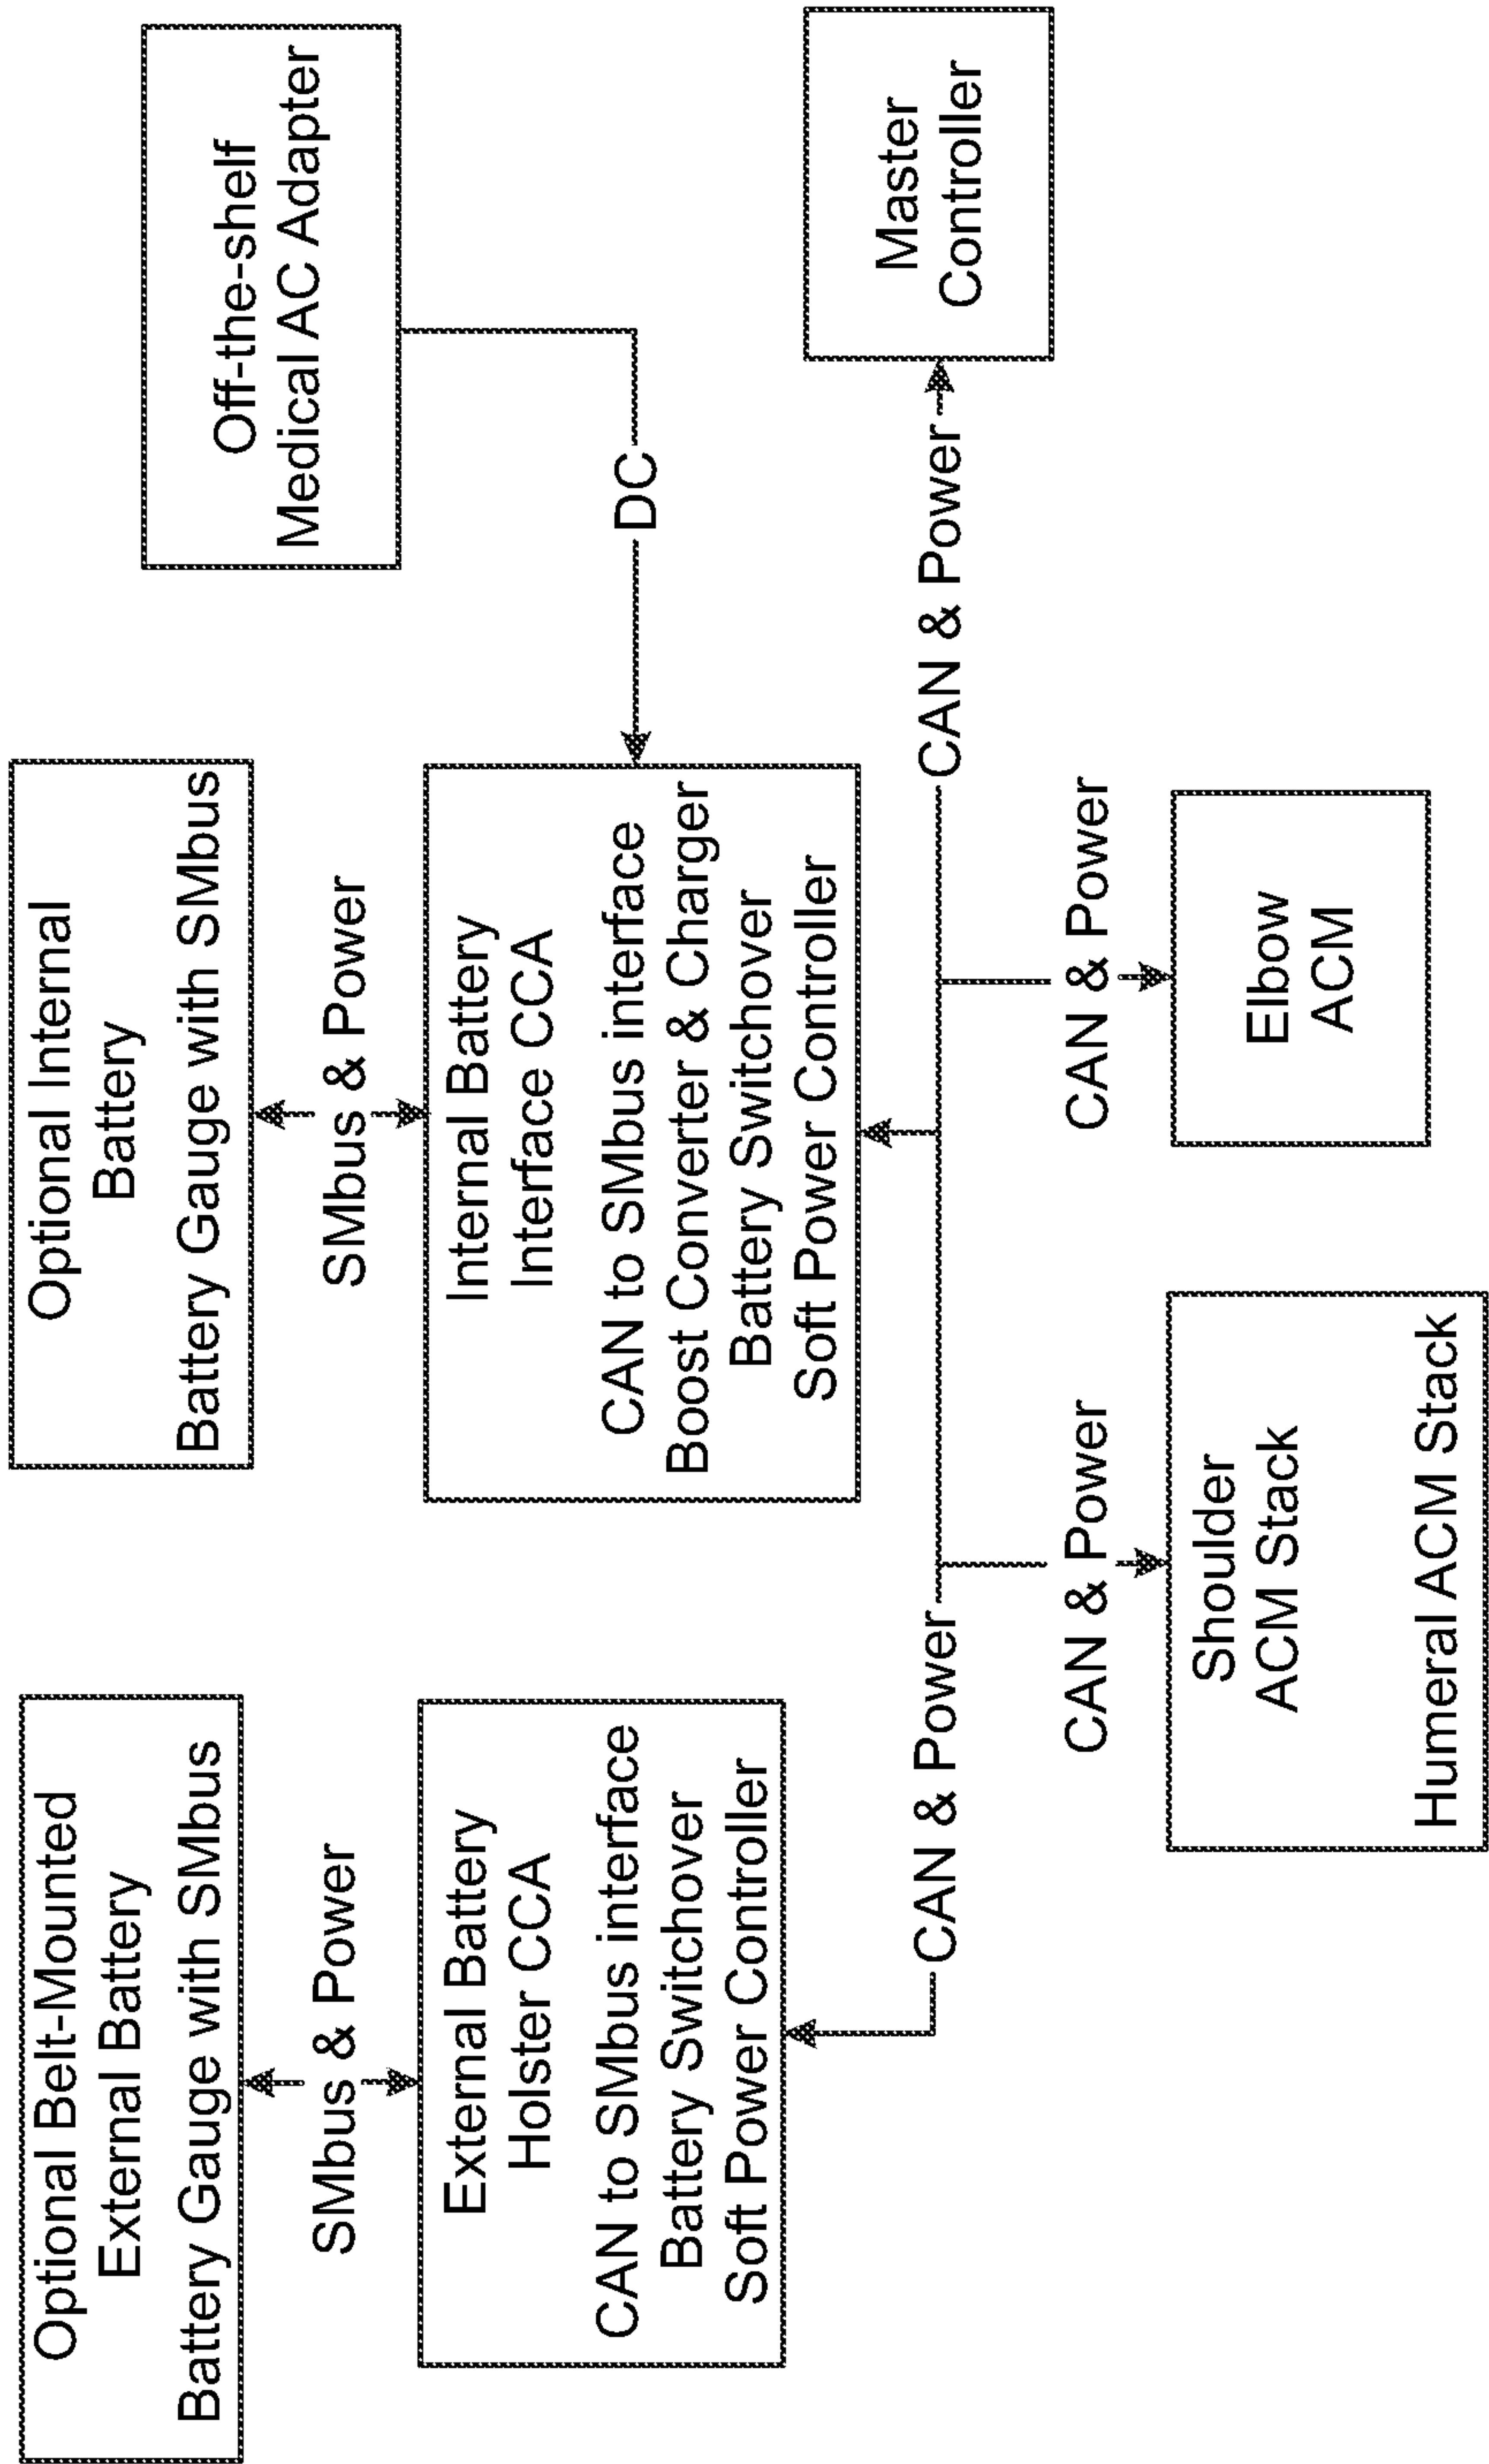 Optional Belt-Mounted
External Battery
Battery Gauge with SMbus
SMbus & Power
External Battery
Holster CCA
CAN to SMbus interface
Battery Switchover
Soft Power Controller
Optional Internal
Battery
Battery Gauge with SMbus
SMbus & Power
Internal Battery
Interface CCA
CAN to SMbus interface
Boost Converter & Charger
Battery Switchover
Soft Power Controller
Off-the-shelf
Medical AC Adapter
DC
CAN & Power
CAN & Power
Master
Controller
CAN & Power
Shoulder
ACM Stack
Humeral ACM Stack
CAN & Power
Elbow
ACM